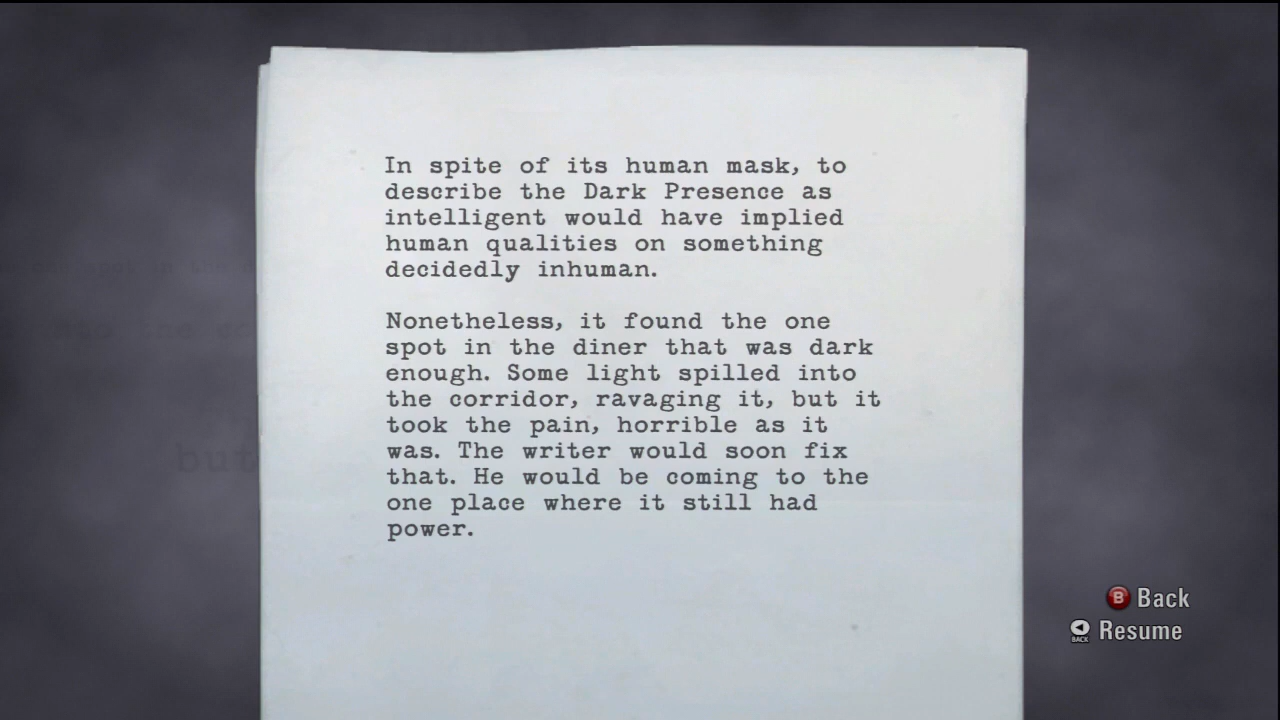 In spite of its human mask, to
describe the Dark Presence as
intelligent would have implied
human qualities on something
decidedly inhuman.
Nonetheless, it found the one
spot in the diner that was dark
enough. Some light spilled into
the corridor, ravaging it, but it
took the pain, horrible as it
was. The writer would soon fix
that. He would be coming to the
one place where it still had
power.
but
B Back
BACK Resume